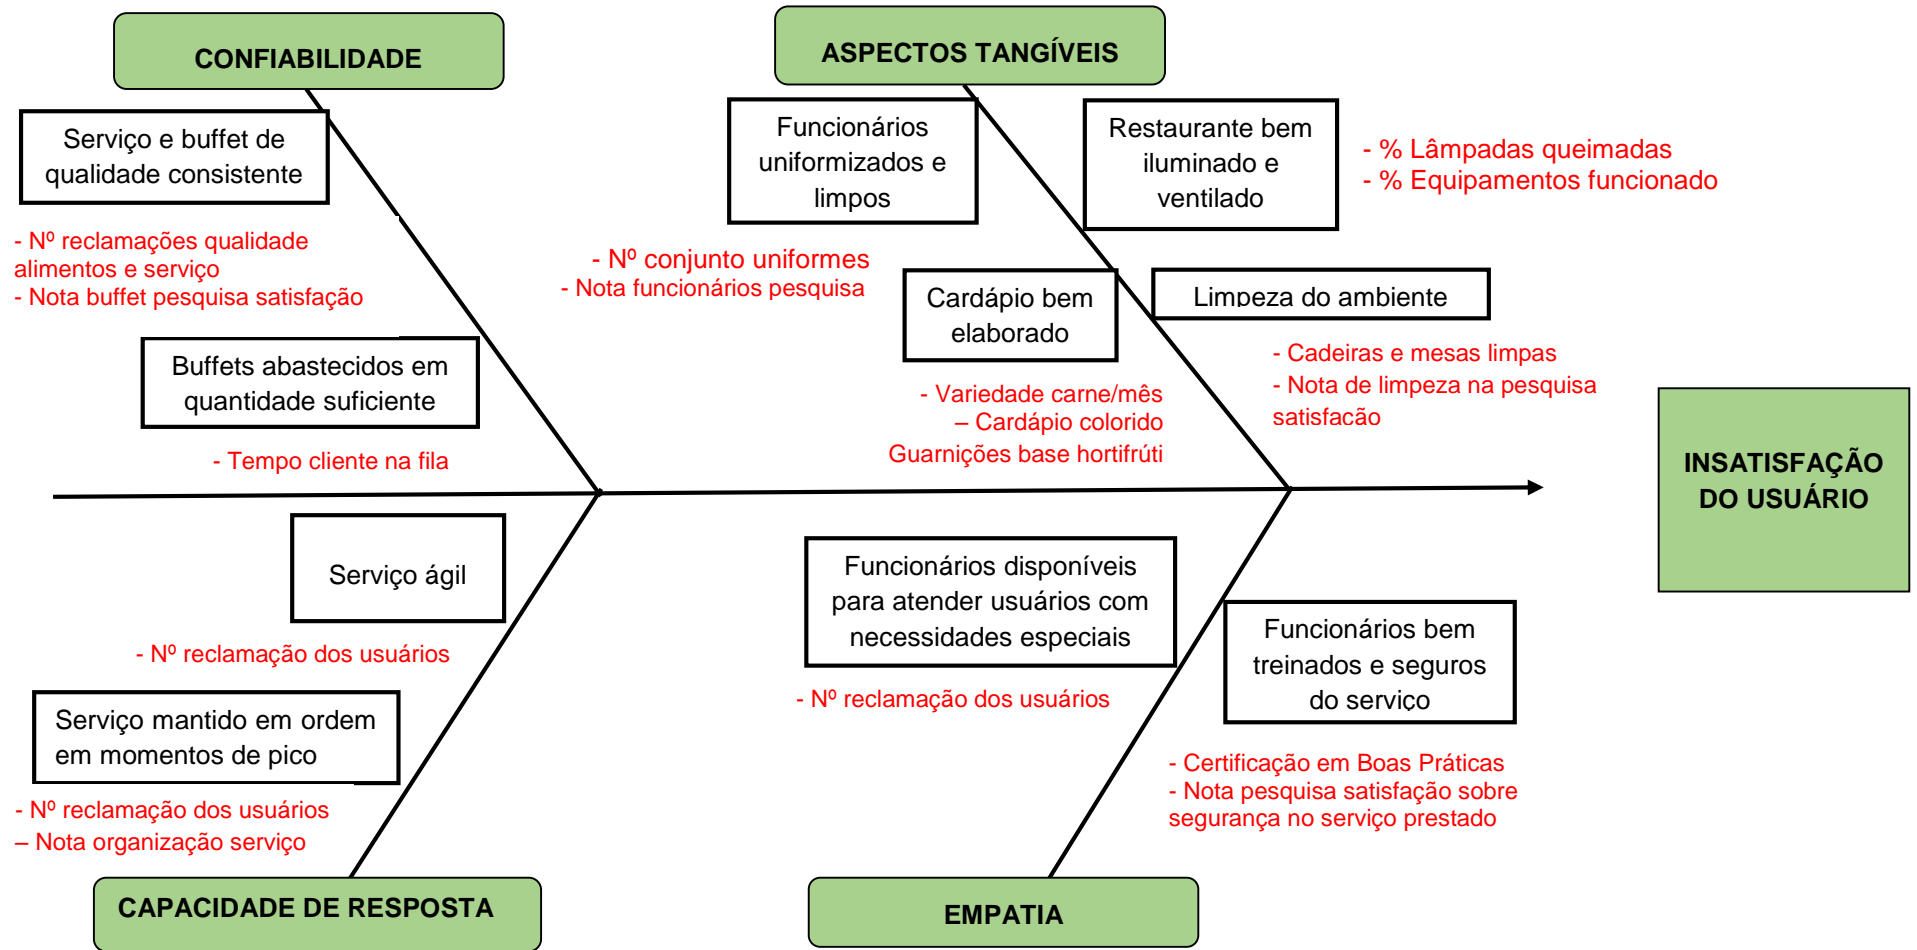 CONFIABILIDADE
Serviço e buffet de
qualidade consistente
- Nº reclamações qualidade
alimentos e serviço
- Nota buffet pesquisa satisfação
Buffets abastecidos em
quantidade suficiente
- Tempo cliente na fila
ASPECTOS TANGÍVEIS
Funcionários
uniformizados e
limpos
- Nº conjunto uniformes
- Nota funcionários pesquisa
Restaurante bem
iluminado e
ventilado
- % Lâmpadas queimadas
- % Equipamentos funcionado
Cardápio bem
elaborado
- Variedade carne/mês
– Cardápio colorido
Guarnições base hortifrúti
Limpeza do ambiente
- Cadeiras e mesas limpas
- Nota de limpeza na pesquisa
satisfacão
INSATISFAÇÃO
DO USUÁRIO
Serviço ágil
- Nº reclamação dos usuários
Serviço mantido em ordem
em momentos de pico
- Nº reclamação dos usuários
– Nota organização serviço
CAPACIDADE DE RESPOSTA
Funcionários disponíveis
para atender usuários com
necessidades especiais
- Nº reclamação dos usuários
Funcionários bem
treinados e seguros
do servico
- Certificação em Boas Práticas
- Nota pesquisa satisfação sobre
segurança no serviço prestado
EMPATIA